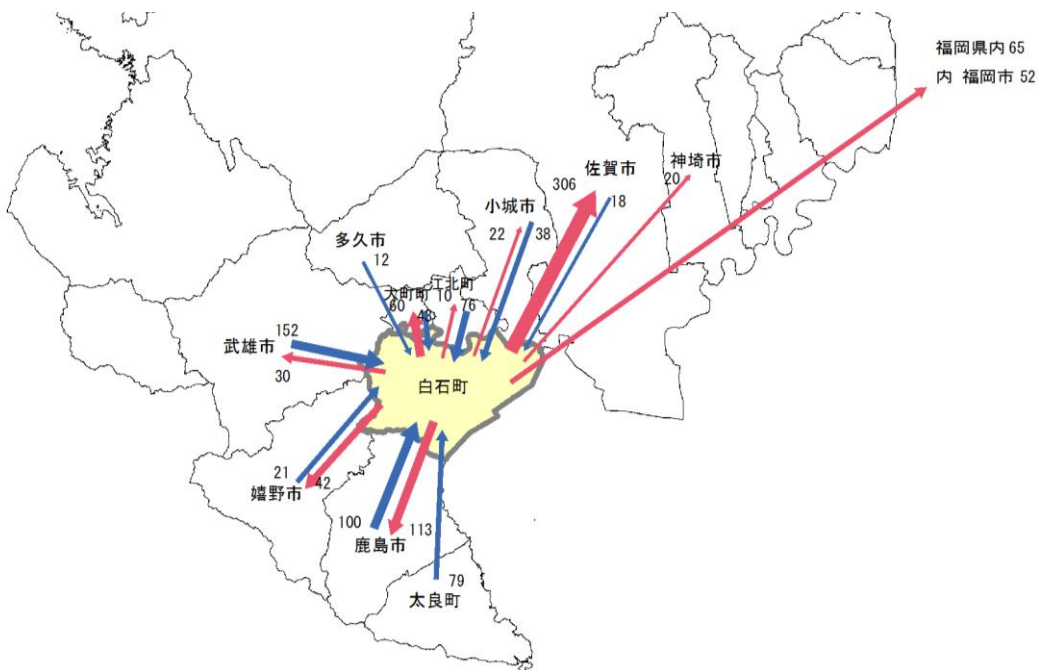 福岡県内 65
内 福岡市 52
佐賀市
神埼市
306
18
20
小城市
22
38
多久市
12
大町町
江北町
60
43
10
76
152
武雄市
30
白石町
21
42
嬉野市
100
113
鹿島市
79
太良町